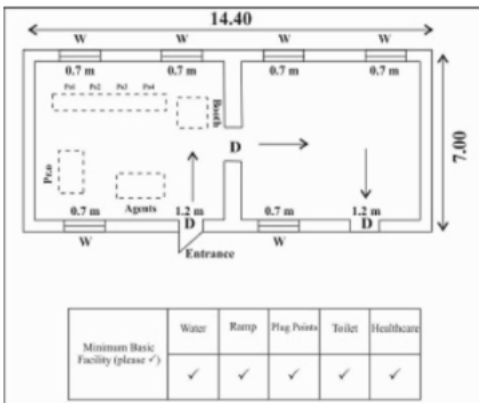 14.40
W W W W
0.7 m 0.7 m 0.7 m 0.7 m
Po1 Po2 Po3 Po4
Booth
D
7.00
P.r.o
Agents
0.7 m 1.2 m 0.7 m 1.2 m
D D
W W
Entrance
Minimum Basic
Facility (please ✓)
Water Ramp Plug Points Toilet Healthcare
✓ ✓ ✓ ✓ ✓